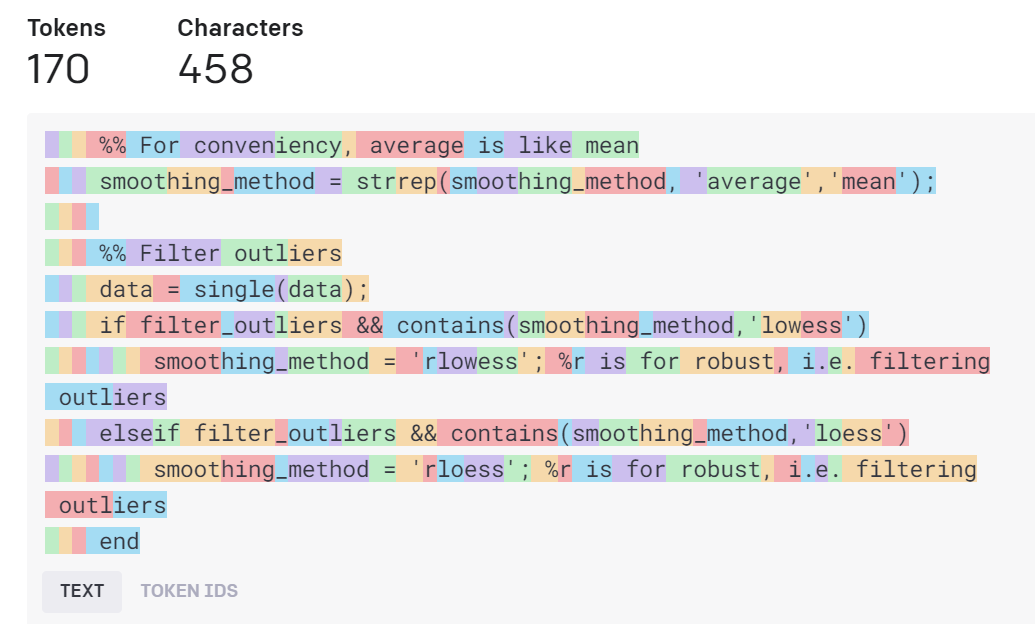 Tokens Characters
170 458
    %% For conveniency, average is like mean
    smoothing_method = strrep(smoothing_method, 'average','mean');
    %% Filter outliers
    data = single(data);
    if filter_outliers && contains(smoothing_method,'lowess')
        smoothing_method = 'rlowess'; %r is for robust, i.e. filtering
 outliers
    elseif filter_outliers && contains(smoothing_method,'loess')
        smoothing_method = 'rloess'; %r is for robust, i.e. filtering
 outliers
    end
TEXT TOKEN IDS